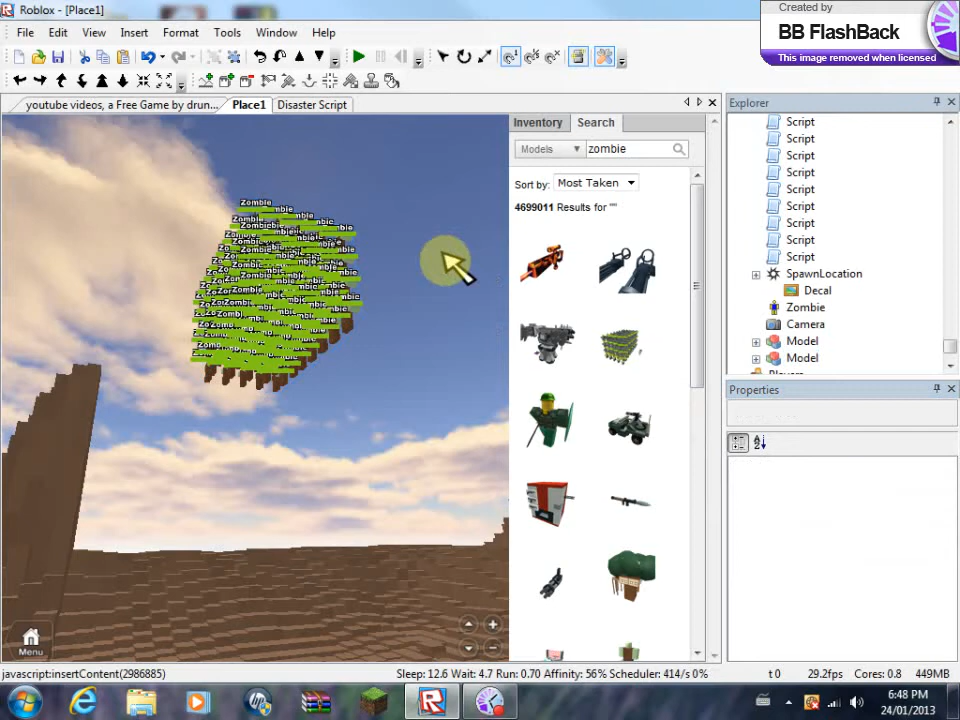 Roblox - [Place1]
Created by
BB FlashBack
This image removed when licensed
File Edit View Insert Format Tools Window Help
youtube videos, a Free Game by drun... Place1 Disaster Script
Explorer
Inventory Search
Models zombie
Sort by: Most Taken
4699011 Results for ""
Script
Script
Script
Script
Script
Script
Script
Script
Script
SpawnLocation
Decal
Zombie
Camera
Model
Model
Properties
Zombie
Menu
javascript:insertContent(2986885) Sleep: 12.6 Wait: 4.7 Run: 0.70 Affinity: 56% Scheduler: 414/s 0% t 0 29.2fps Cores: 0.8 449MB
6:48 PM
24/01/2013